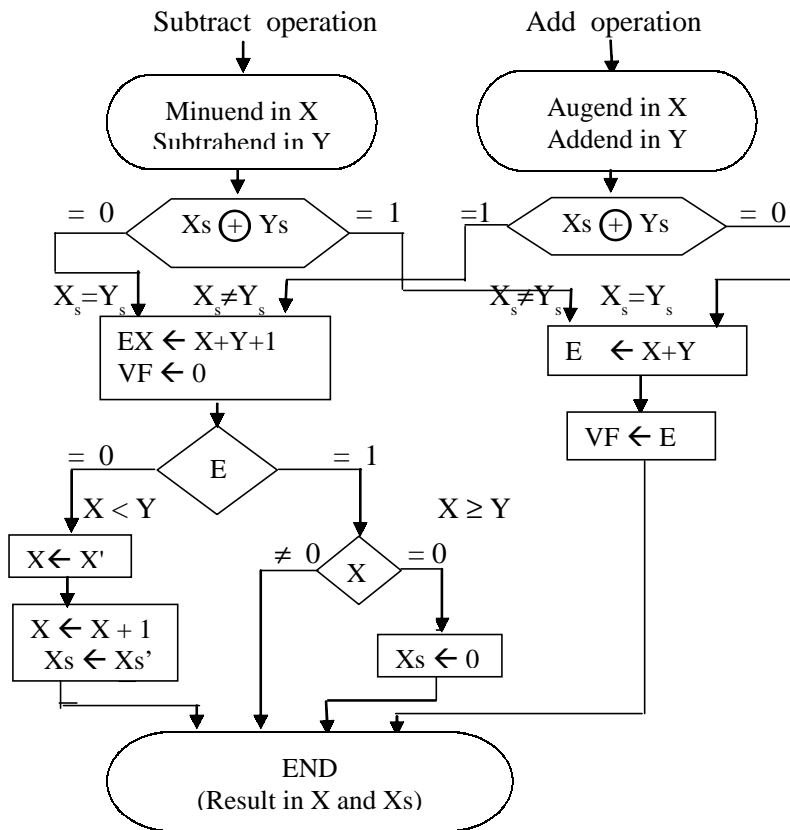 Subtract operation
Add operation
Minuend in X
Subtrahend in Y
Augend in X
Addend in Y
= 0
Xs + Ys
= 1
=1
Xs + Ys
= 0
Xs=Ys
Xs≠Ys
Xs≠Ys
Xs=Ys
EX ← X+Y+1
VF ← 0
E ← X+Y
VF ← E
= 0
E
= 1
X < Y
X ≥ Y
X ← X'
≠ 0
X
= 0
X ← X + 1
Xs ← Xs’
Xs ← 0
END
(Result in X and Xs)